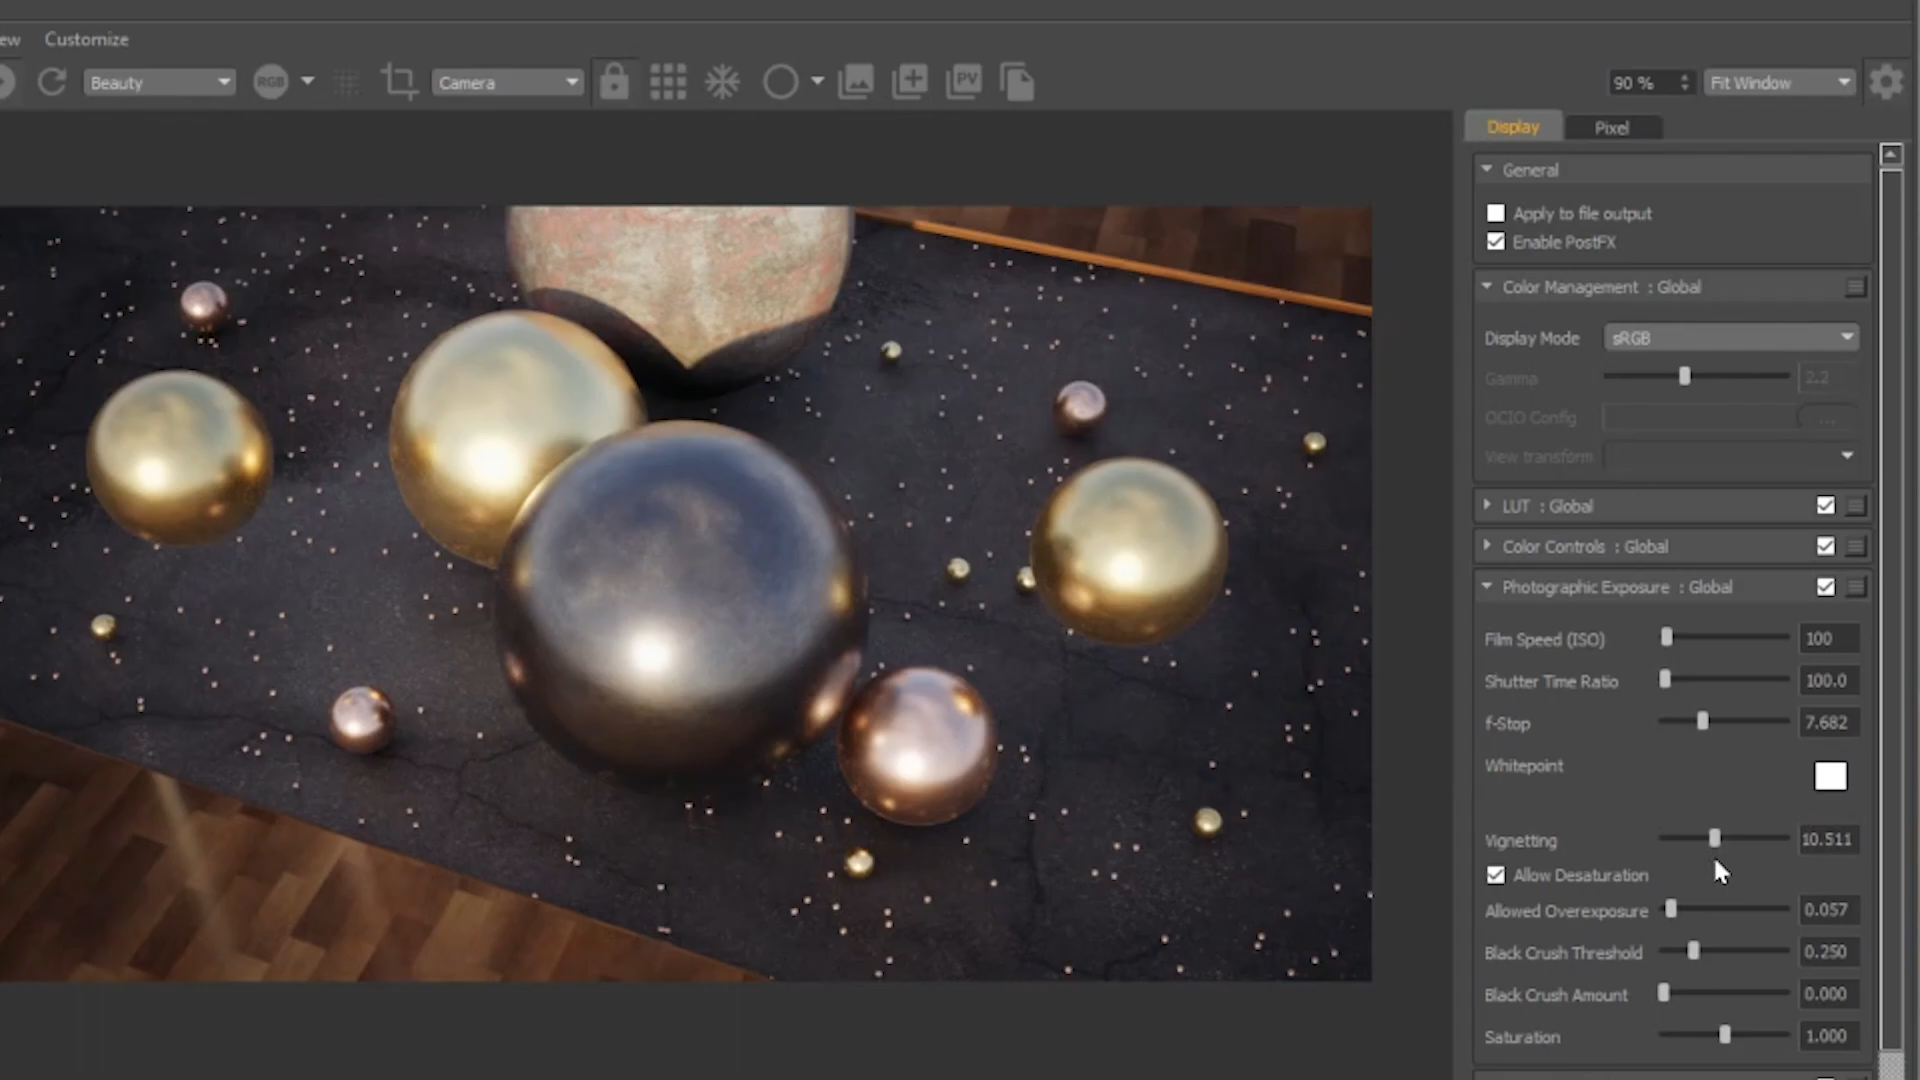 ew Customize
Beauty RGB Camera PV 90 % Fit Window
Display Pixel
General
Apply to file output
Enable PostFX
Color Management : Global
Display Mode sRGB
Gamma 2.2
OCIO Config ...
View transform
LUT : Global
Color Controls : Global
Photographic Exposure : Global
Film Speed (ISO) 100
Shutter Time Ratio 100.0
f-Stop 7.682
Whitepoint
Vignetting 10.511
Allow Desaturation
Allowed Overexposure 0.057
Black Crush Threshold 0.250
Black Crush Amount 0.000
Saturation 1.000